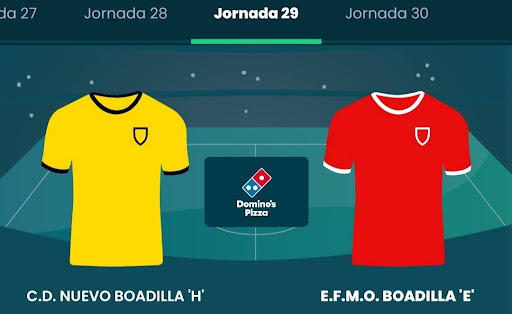 da 27 Jornada 28 Jornada 29 Jornada 30
Domino's
Pizza
C.D. NUEVO BOADILLA 'H' E.F.M.O. BOADILLA 'E'